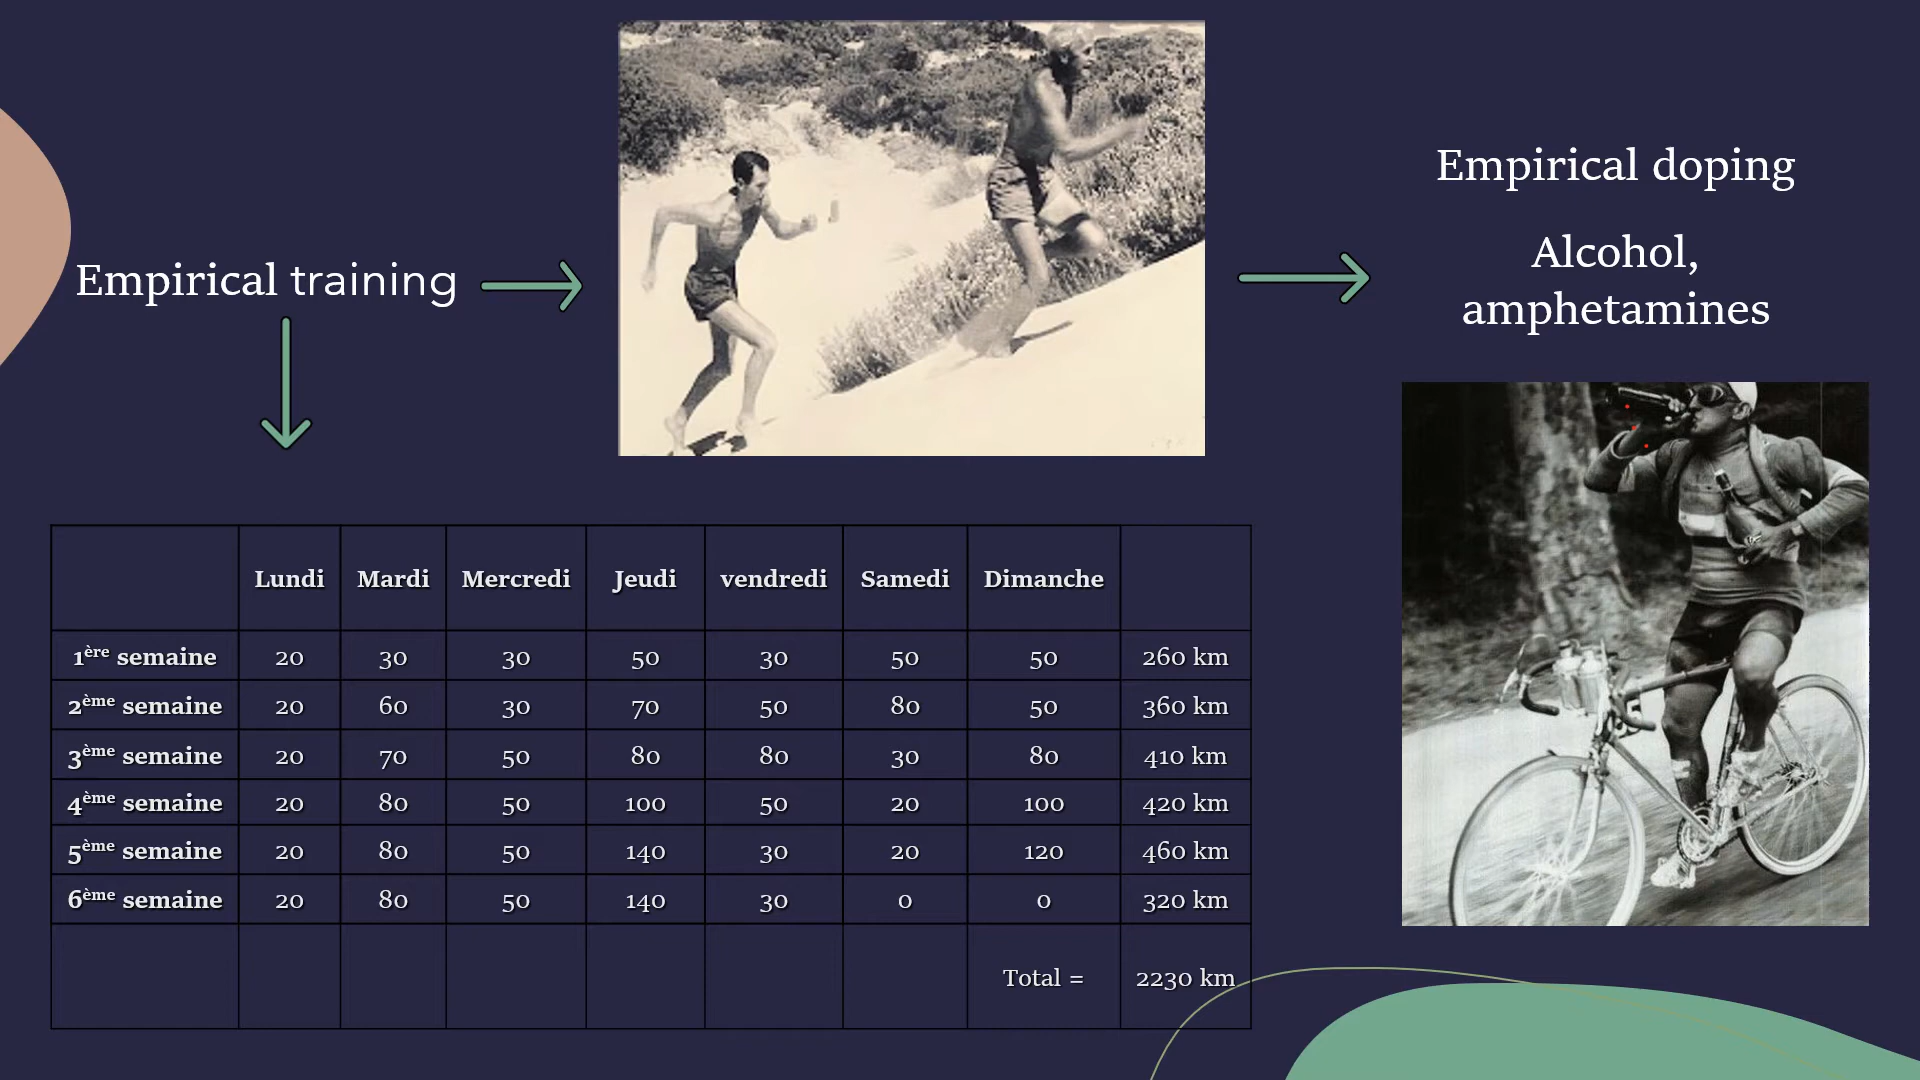 Empirical training
Empirical doping
Alcohol,
amphetamines
Lundi Mardi Mercredi Jeudi vendredi Samedi Dimanche
1ère semaine 20 30 30 50 30 50 50 260 km
2ème semaine 20 60 30 70 50 80 50 360 km
3ème semaine 20 70 50 80 80 30 80 410 km
4ème semaine 20 80 50 100 50 20 100 420 km
5ème semaine 20 80 50 140 30 20 120 460 km
6ème semaine 20 80 50 140 30 0 0 320 km
Total = 2230 km